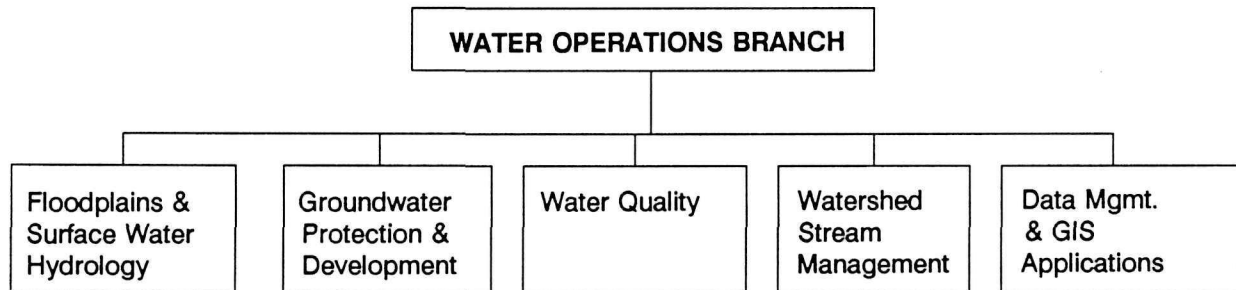 WATER OPERATIONS BRANCH
Floodplains &
Surface Water
Hydrology
Groundwater
Protection &
Development
Water Quality
Watershed
Stream
Management
Data Mgmt.
& GIS
Applications